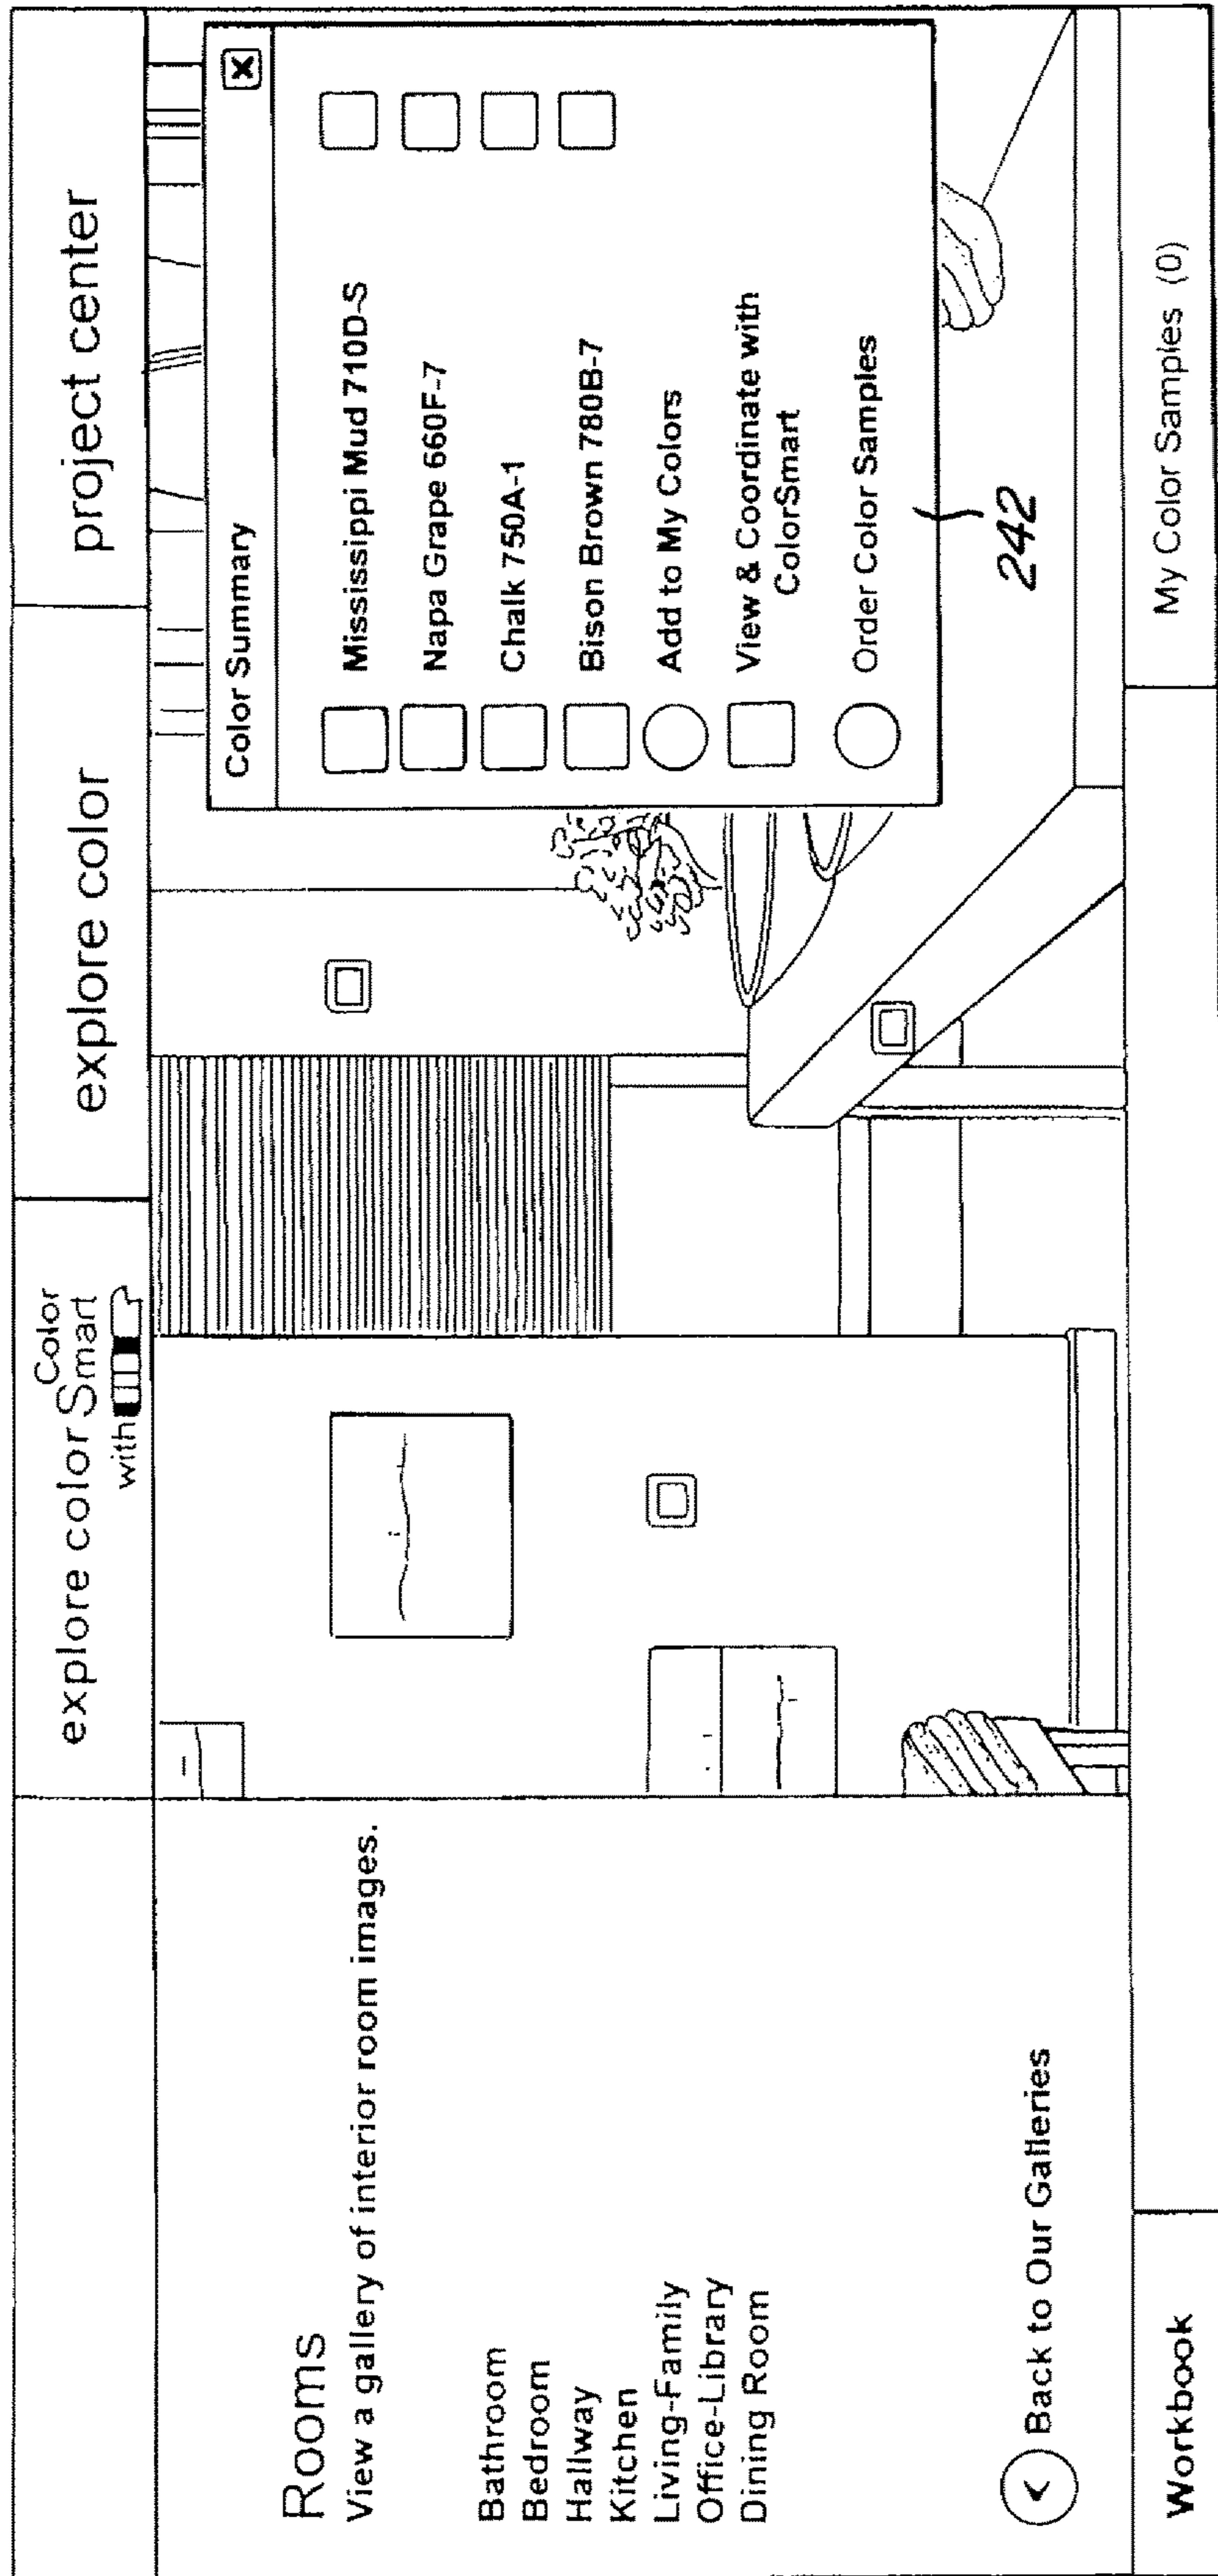 explore color
Color
Smart
with
explore color
project center
Rooms
View a gallery of interior room images.
Bathroom
Bedroom
Hallway
Kitchen
Living-Family
Office-Library
Dining Room
Back to Our Galleries
Color Summary
Mississippi Mud 710D-S
Napa Grape 660F-7
Chalk 750A-1
Bison Brown 780B-7
Add to My Colors
View & Coordinate with
ColorSmart
Order Color Samples
242
Workbook
My Color Samples (0)